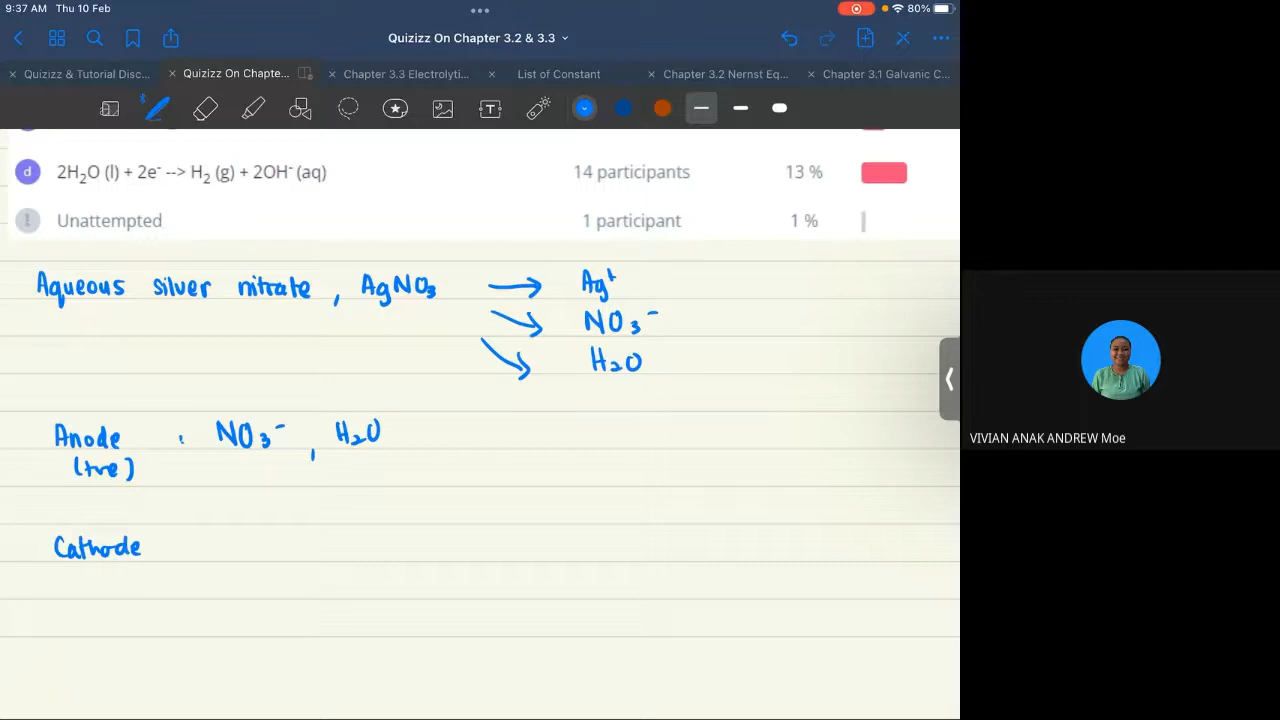 9:37 AM Thu 10 Feb
80%
Quizizz On Chapter 3.2 & 3.3
Quizizz & Tutorial Disc... Quizizz On Chapte... Chapter 3.3 Electrolyti... List of Constant Chapter 3.2 Nernst Eq... Chapter 3.1 Galvanic C...
d 2H₂O (l) + 2e⁻ --> H₂ (g) + 2OH⁻ (aq) 14 participants 13 %
! Unattempted 1 participant 1 %
Aqueous silver nitrate, AgNO₃ → Ag⁺
NO₃⁻
H₂O
Anode : NO₃⁻ , H₂O
(+ve)
Cathode
VIVIAN ANAK ANDREW Moe